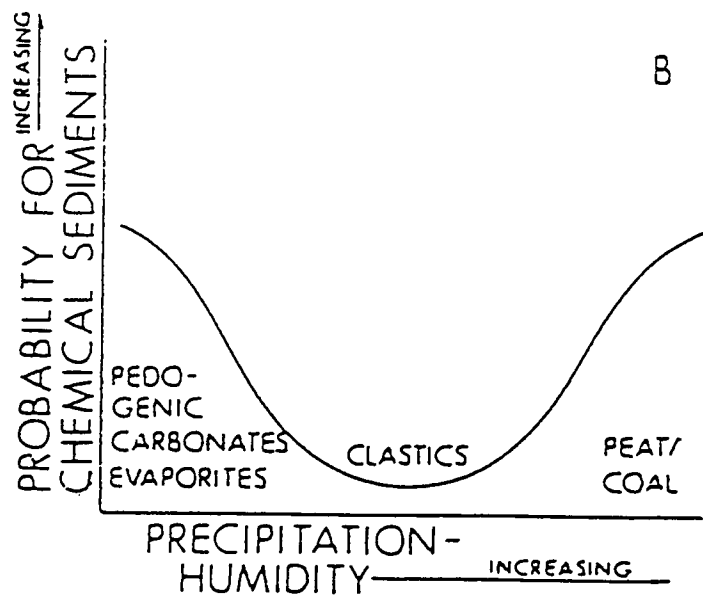 B
PROBABILITY FOR INCREASING
CHEMICAL SEDIMENTS
PEDO-
GENIC
CARBONATES
EVAPORITES
CLASTICS
PEAT/
COAL
PRECIPITATION-
HUMIDITY INCREASING